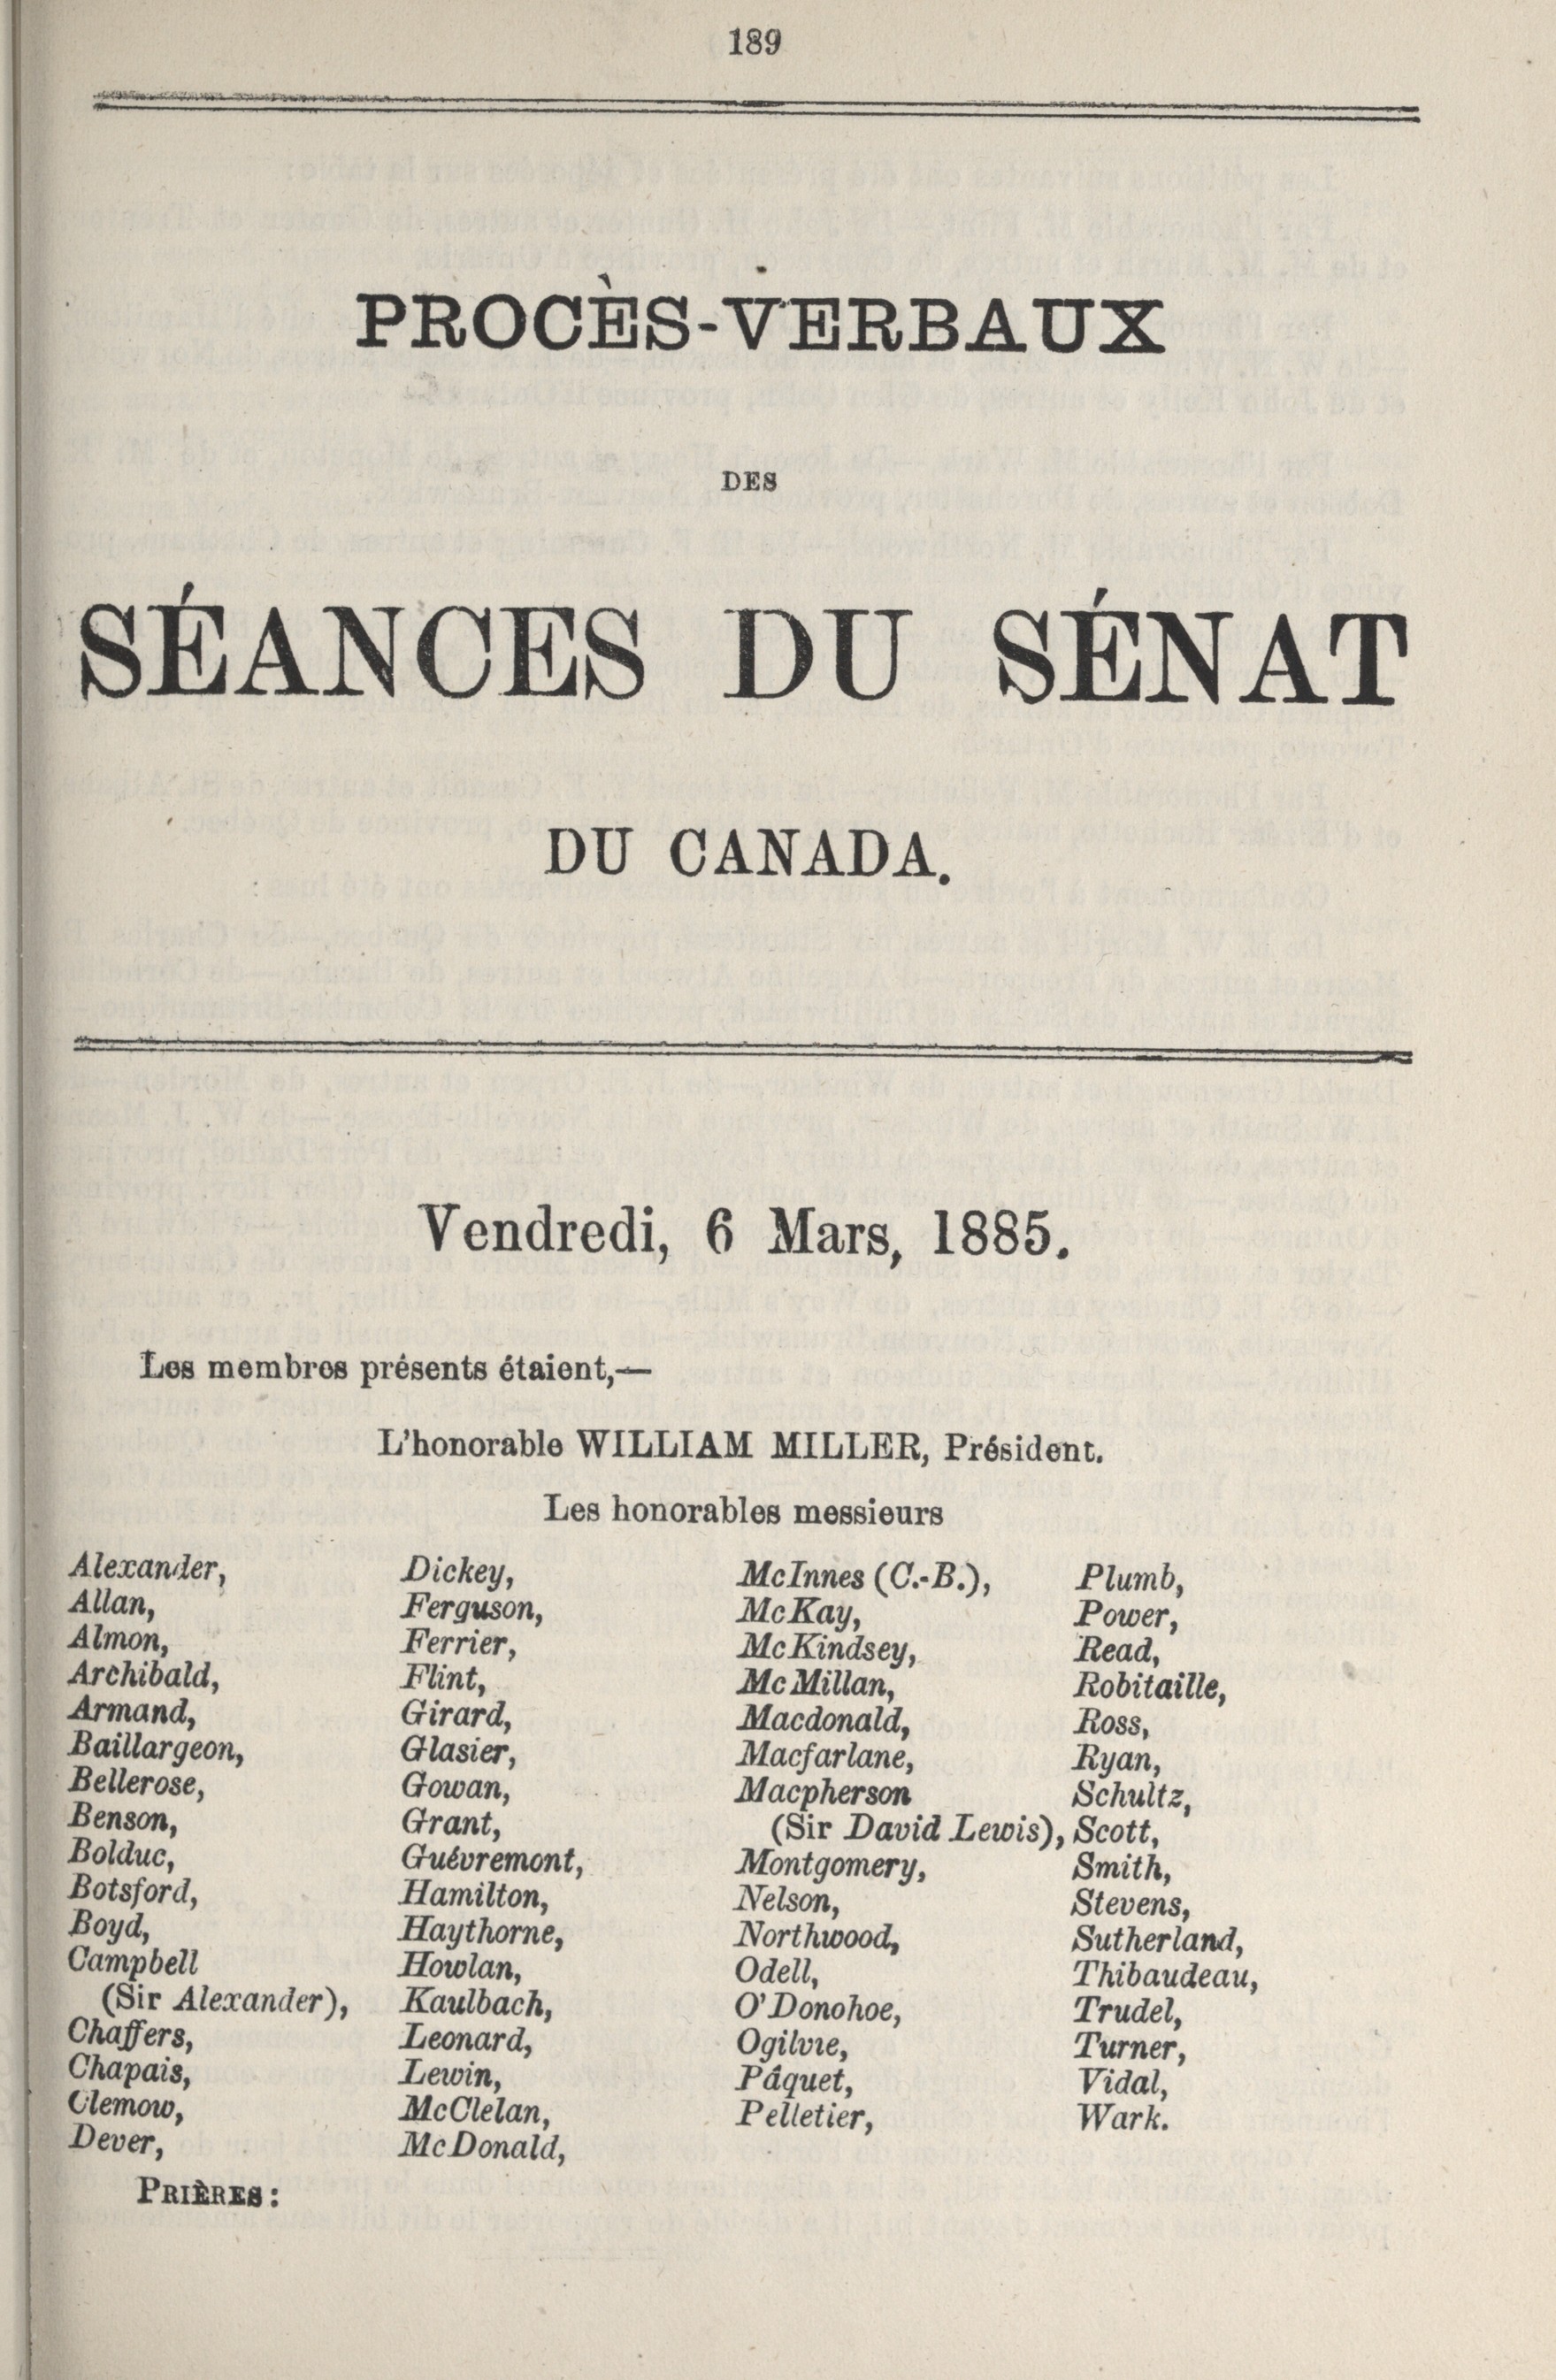 189
PROCÈS-VERBAUX
DES
SÉANCES DU SÉNAT
DU CANADA.
Vendredi, 6 Mars, 1885.
Les membres présents étaient,—
L'honorable WILLIAM MILLER, Président.
Les honorables messieurs
Alexander,
Allan,
Almon,
Archibald,
Armand,
Baillargeon,
Bellerose,
Benson,
Bolduc,
Botsford,
Boyd,
Campbell
(Sir Alexander),
Chaffers,
Chapais,
Clemow,
Dever,
Dickey,
Ferguson,
Ferrier,
Flint,
Girard,
Glasier,
Gowan,
Grant,
Guévremont,
Hamilton,
Haythorne,
Howlan,
Kaulbach,
Leonard,
Lewin,
McClelan,
McDonald,
McInnes (C.-B.),
McKay,
McKindsey,
McMillan,
Macdonald,
Macfarlane,
Macpherson
(Sir David Lewis),
Montgomery,
Nelson,
Northwood,
Odell,
O'Donohoe,
Ogilvie,
Pâquet,
Pelletier,
Plumb,
Power,
Read,
Robitaille,
Ross,
Ryan,
Schultz,
Scott,
Smith,
Stevens,
Sutherland,
Thibaudeau,
Trudel,
Turner,
Vidal,
Wark.
PRIÈRES: